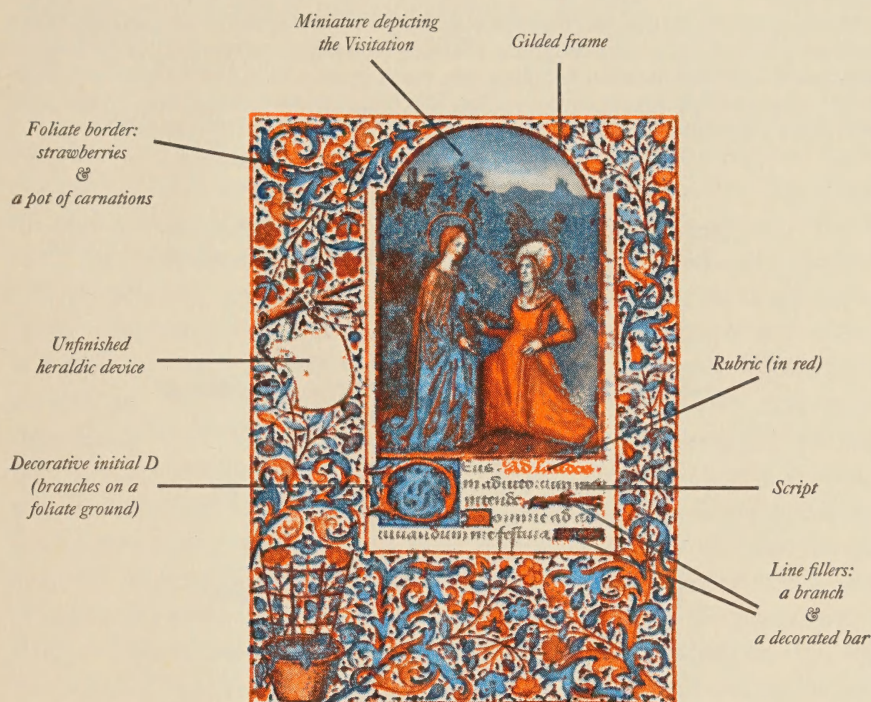 Miniature depicting
the Visitation
Gilded frame
Foliate border:
strawberries
&
a pot of carnations
Unfinished
heraldic device
Rubric (in red)
Decorative initial D
(branches on a
foliate ground)
Script
Line fillers:
a branch
&
a decorated bar
eus. Ad
in adiutorium
intende.
omine ad ad
iuvandum me festina